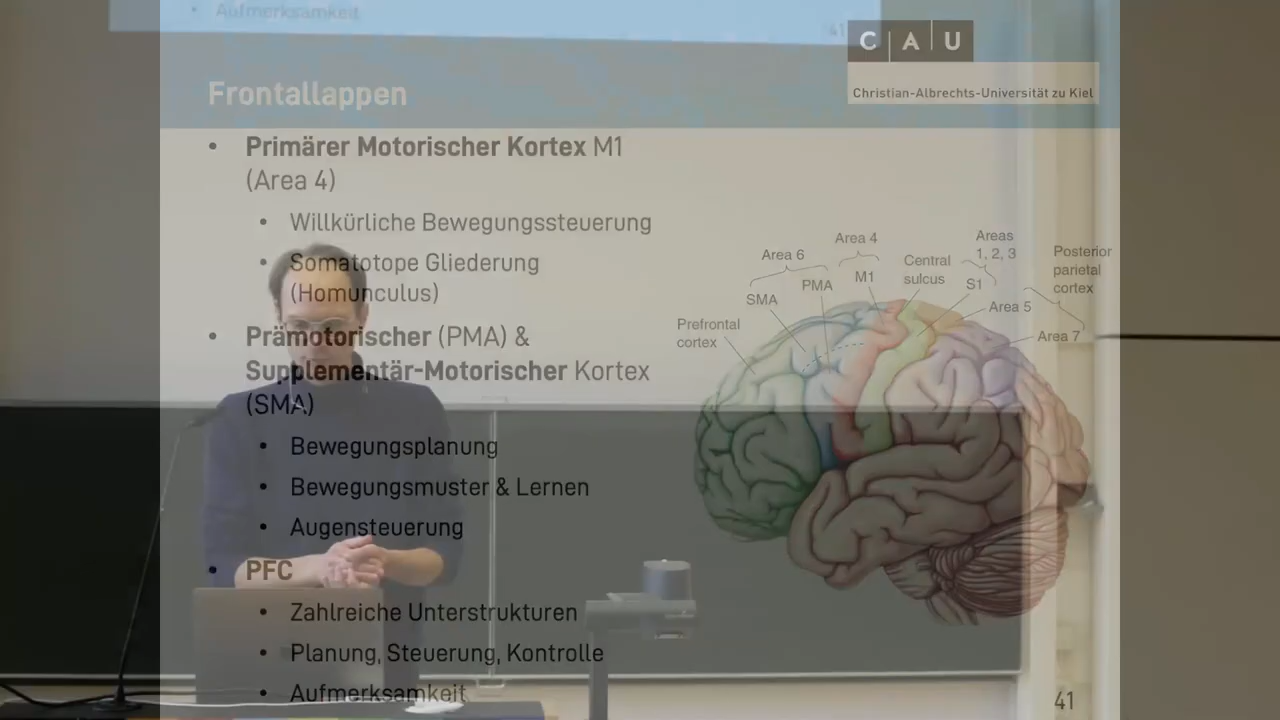 • Aufmerksamkeit
41
C A U
Christian-Albrechts-Universität zu Kiel
Frontallappen
• Primärer Motorischer Kortex M1
(Area 4)
• Willkürliche Bewegungssteuerung
• Somatotope Gliederung
(Homunculus)
• Prämotorischer (PMA) &
Supplementär-Motorischer Kortex
(SMA)
• Bewegungsplanung
• Bewegungsmuster & Lernen
• Augensteuerung
• PFC
• Zahlreiche Unterstrukturen
• Planung, Steuerung, Kontrolle
• Aufmerksamkeit
Prefrontal
cortex
Area 6
SMA
PMA
Area 4
M1
Central
sulcus
Areas
1, 2, 3
S1
Posterior
parietal
cortex
Area 5
Area 7
41